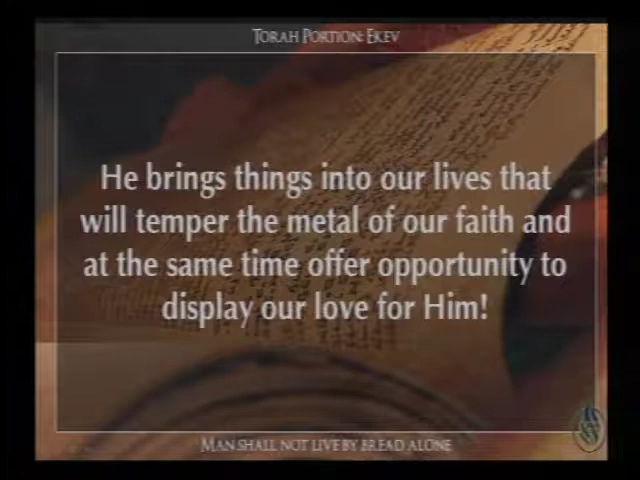 TORAH PORTION: EKEV
He brings things into our lives that
will temper the metal of our faith and
at the same time offer opportunity to
display our love for Him!
MAN SHALL NOT LIVE BY BREAD ALONE